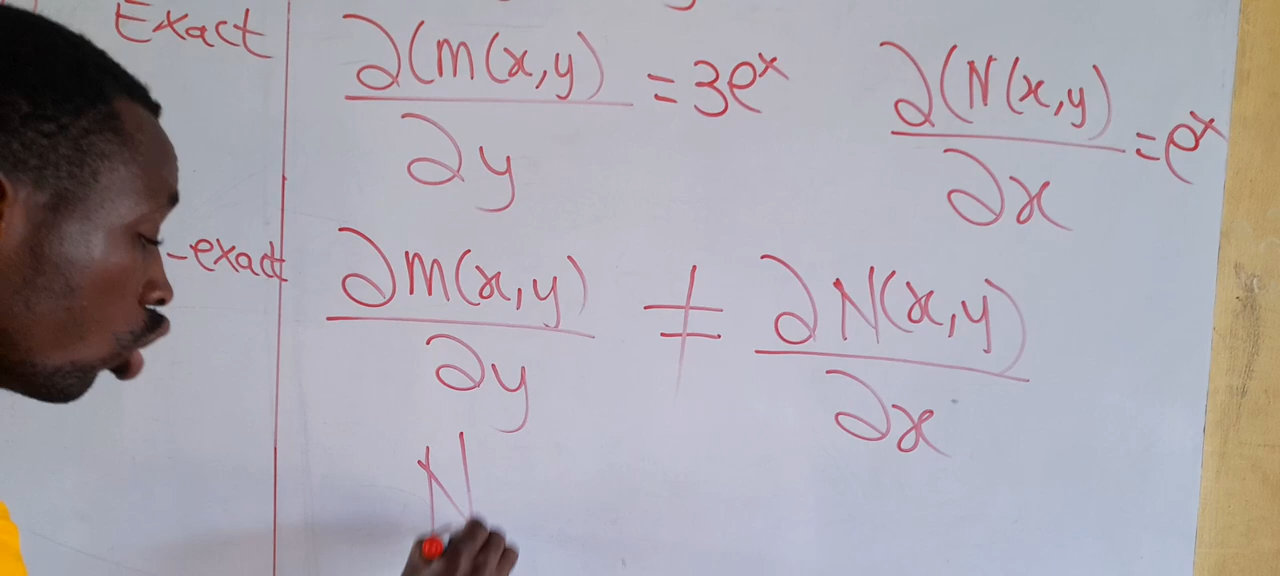 Exact
∂(m(x,y) / ∂y = 3e^x
∂(N(x,y) / ∂x = e^x
-exact
∂m(x,y) / ∂y ≠ ∂N(x,y) / ∂x
N